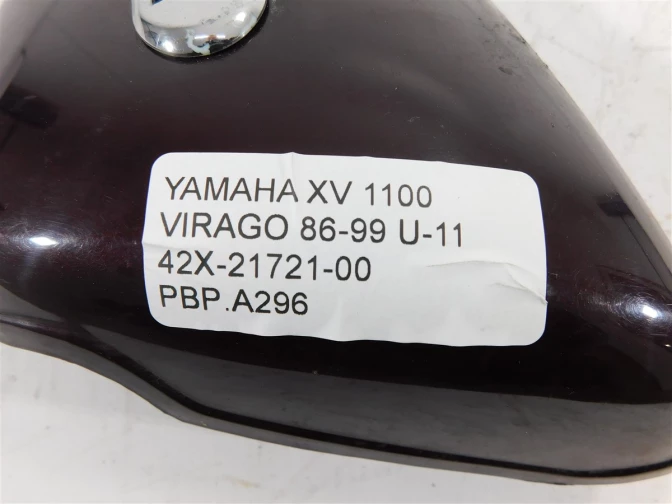 YAMAHA XV 1100
VIRAGO 86-99 U-11
42X-21721-00
PBP.A296